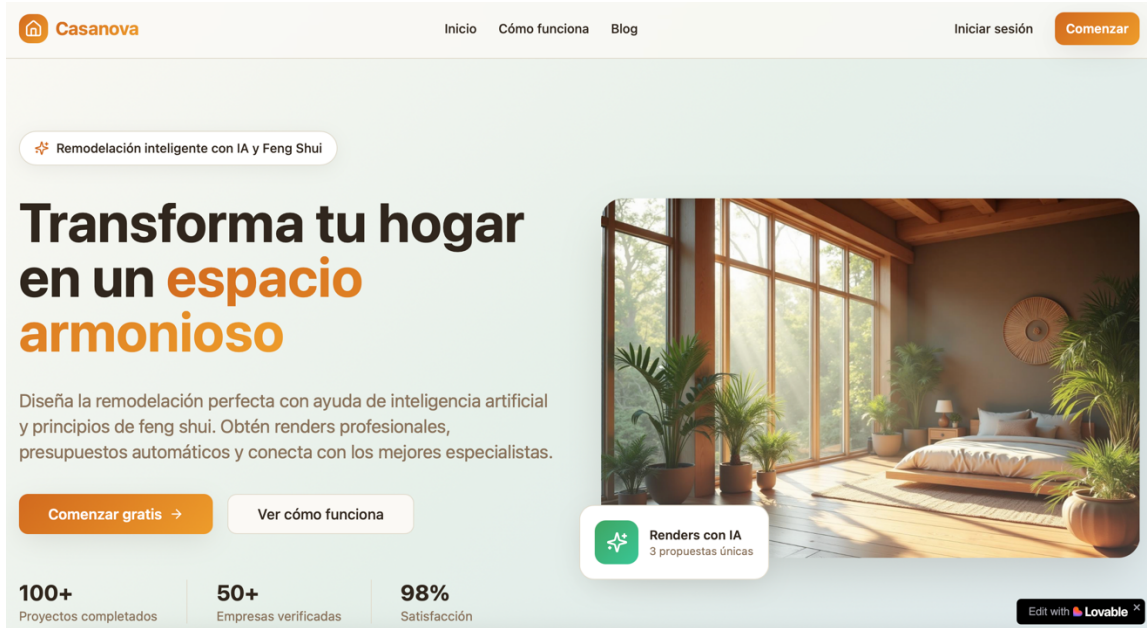 Casanova
Inicio
Cómo funciona
Blog
Iniciar sesión
Comenzar
Remodelación inteligente con IA y Feng Shui
Transforma tu hogar
en un espacio
armonioso
Diseña la remodelación perfecta con ayuda de inteligencia artificial
y principios de feng shui. Obtén renders profesionales,
presupuestos automáticos y conecta con los mejores especialistas.
Comenzar gratis →
Ver cómo funciona
Renders con IA
3 propuestas únicas
100+
Proyectos completados
50+
Empresas verificadas
98%
Satisfacción
Edit with Lovable ×